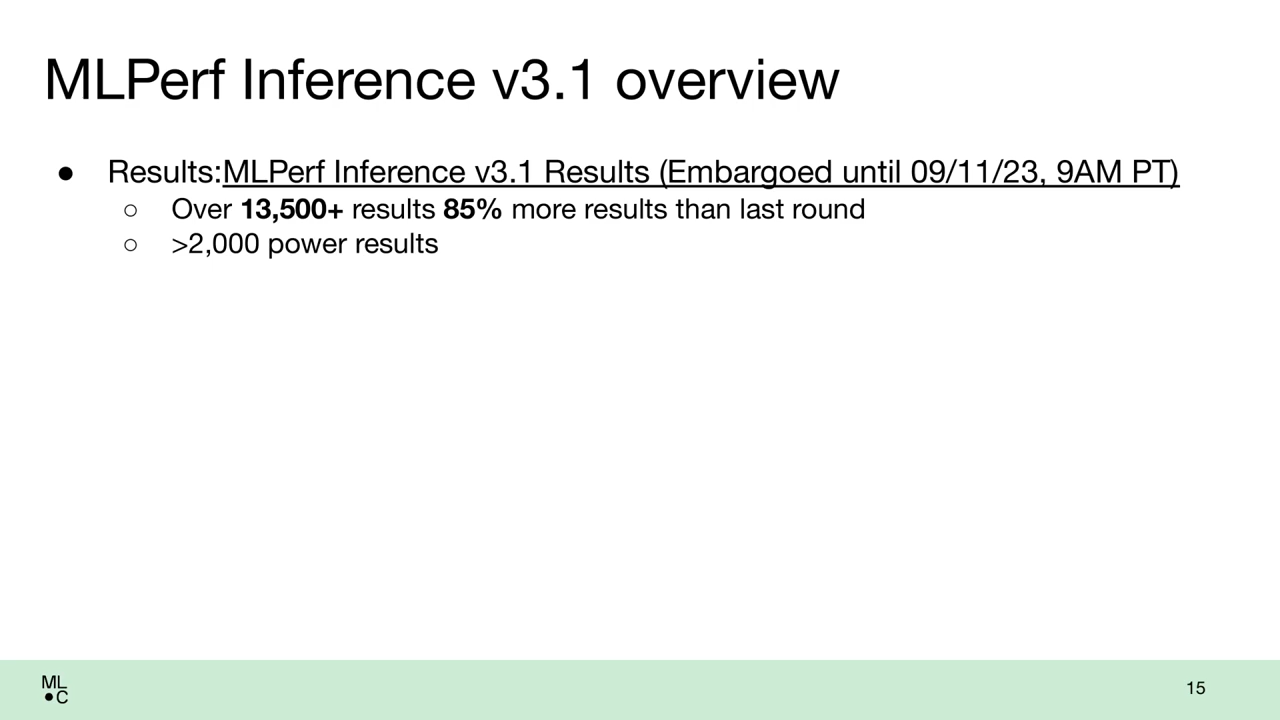 MLPerf Inference v3.1 overview
● Results:MLPerf Inference v3.1 Results (Embargoed until 09/11/23, 9AM PT)
○ Over 13,500+ results 85% more results than last round
○ >2,000 power results
ML
●C
15